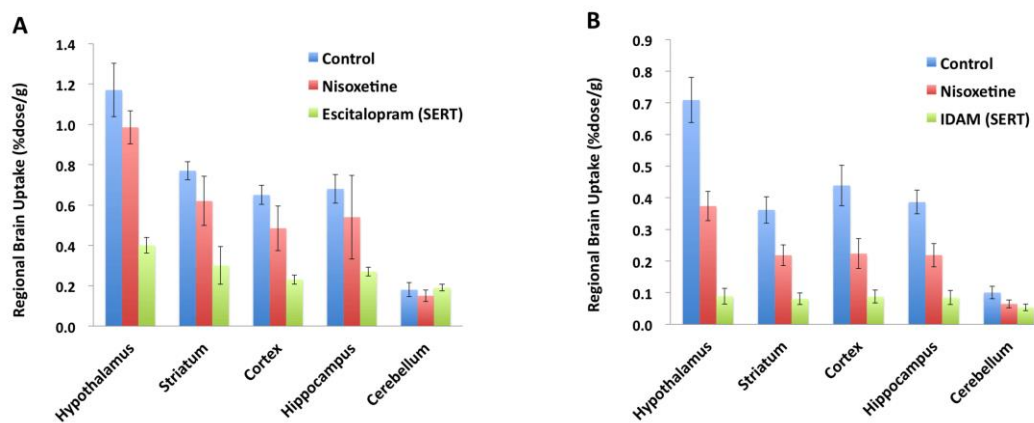 A
Regional Brain Uptake (%dose/g)
1.4
1.2
1.0
0.8
0.6
0.4
0.2
0.0
Control
Nisoxetine
Escitalopram (SERT)
Hypothalamus
Striatum
Cortex
Hippocampus
Cerebellum
B
Regional Brain Uptake (%dose/g)
0.9
0.8
0.7
0.6
0.5
0.4
0.3
0.2
0.1
0.0
Control
Nisoxetine
IDAM (SERT)
Hypothalamus
Striatum
Cortex
Hippocampus
Cerebellum